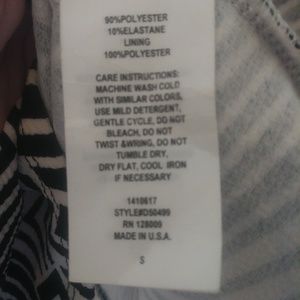 90%POLYESTER
10%ELASTANE
LINING
100%POLYESTER
CARE INSTRUCTIONS:
MACHINE WASH COLD
WITH SIMILAR COLORS,
USE MILD DETERGENT,
GENTLE CYCLE, DO NOT
BLEACH, DO NOT
TWIST &WRING, DO NOT
TUMBLE DRY,
DRY FLAT, COOL IRON
IF NECESSARY
1410617
STYLE#D50499
RN 128009
MADE IN U.S.A.
S